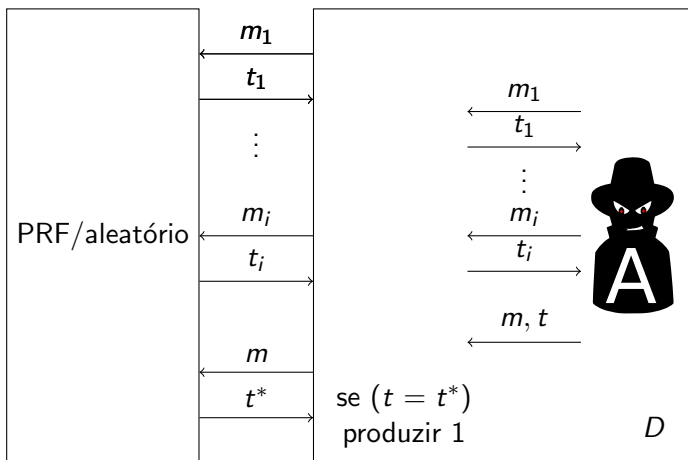 m₁
t₁
⋮
m₁
t₁
⋮
PRF/aleatório
mᵢ
tᵢ
mᵢ
tᵢ
A
m, t
m
t*
se (t = t*)
produzir 1
D